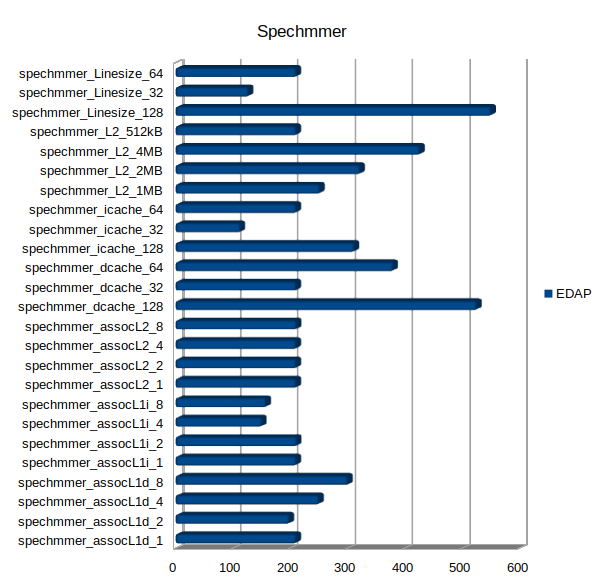 Spechmmer
spechmmer_Linesize_64
spechmmer_Linesize_32
spechmmer_Linesize_128
spechmmer_L2_512kB
spechmmer_L2_4MB
spechmmer_L2_2MB
spechmmer_L2_1MB
spechmmer_icache_64
spechmmer_icache_32
spechmmer_icache_128
spechmmer_dcache_64
spechmmer_dcache_32
spechmmer_dcache_128
spechmmer_assocL2_8
spechmmer_assocL2_4
spechmmer_assocL2_2
spechmmer_assocL2_1
spechmmer_assocL1i_8
spechmmer_assocL1i_4
spechmmer_assocL1i_2
spechmmer_assocL1i_1
spechmmer_assocL1d_8
spechmmer_assocL1d_4
spechmmer_assocL1d_2
spechmmer_assocL1d_1
0 100 200 300 400 500 600
EDAP